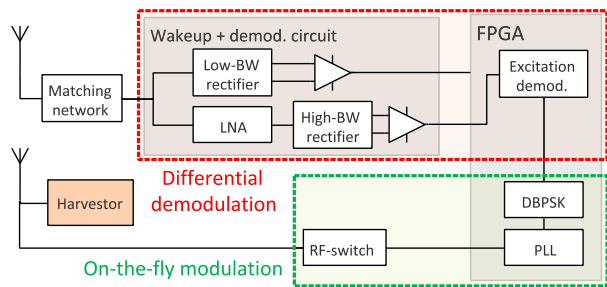 Wakeup + demod. circuit
FPGA
Low-BW
rectifier
Excitation
demod.
Matching
network
LNA
High-BW
rectifier
Differential
demodulation
Harvestor
DBPSK
RF-switch
PLL
On-the-fly modulation